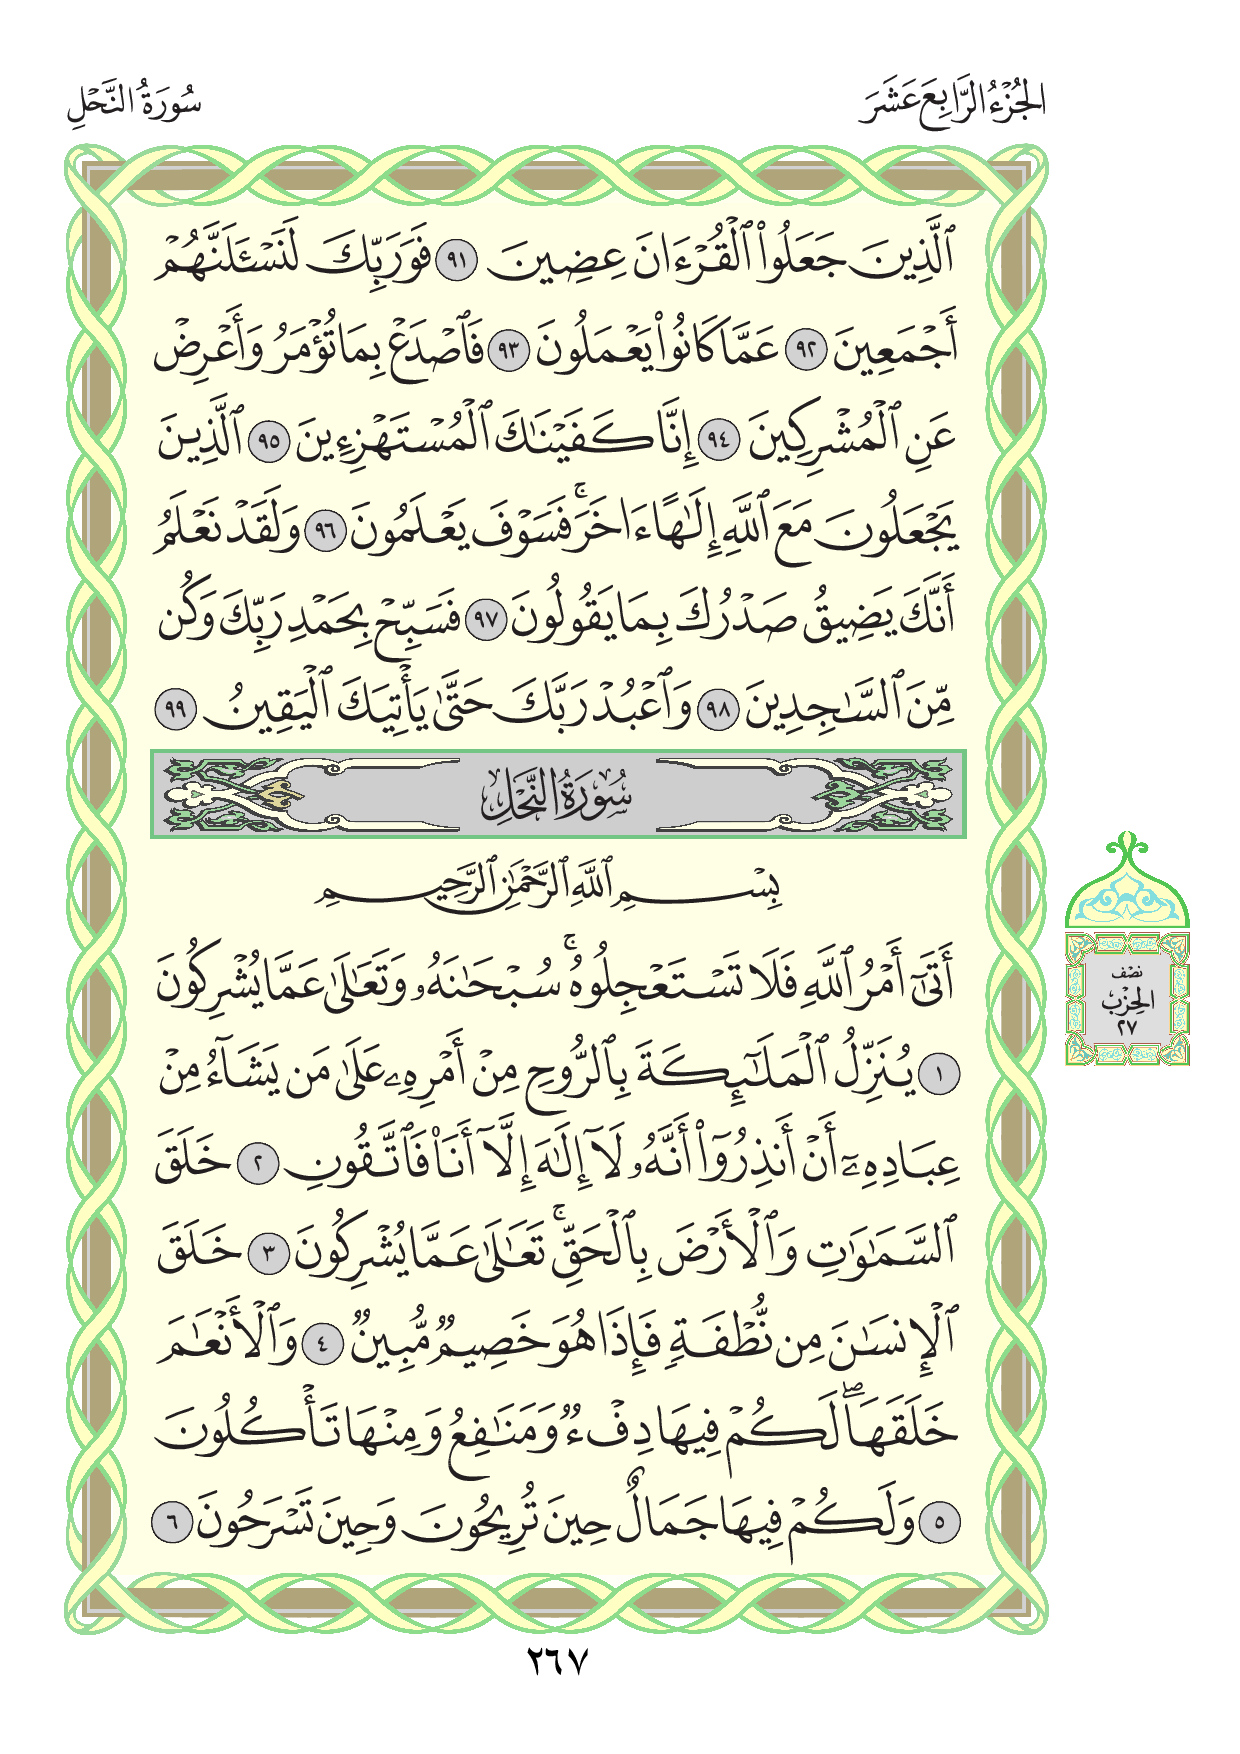 الجُزْءُ الرَّابِعَ عَشَرَ
سُورَةُ النَّحْلِ
ٱلَّذِينَ جَعَلُوا۟ ٱلْقُرْءَانَ عِضِينَ ٩١ فَوَرَبِّكَ لَنَسْـَٔلَنَّهُمْ
أَجْمَعِينَ ٩٢ عَمَّا كَانُوا۟ يَعْمَلُونَ ٩٣ فَٱصْدَعْ بِمَا تُؤْمَرُ وَأَعْرِضْ
عَنِ ٱلْمُشْرِكِينَ ٩٤ إِنَّا كَفَيْنَـٰكَ ٱلْمُسْتَهْزِءِينَ ٩٥ ٱلَّذِينَ
يَجْعَلُونَ مَعَ ٱللَّهِ إِلَـٰهًا ءَاخَرَ ۚ فَسَوْفَ يَعْلَمُونَ ٩٦ وَلَقَدْ نَعْلَمُ
أَنَّكَ يَضِيقُ صَدْرُكَ بِمَا يَقُولُونَ ٩٧ فَسَبِّحْ بِحَمْدِ رَبِّكَ وَكُن
مِّنَ ٱلسَّـٰجِدِينَ ٩٨ وَٱعْبُدْ رَبَّكَ حَتَّىٰ يَأْتِيَكَ ٱلْيَقِينُ ٩٩
سُورَةُ النَّحْلِ
بِسْمِ ٱللَّهِ ٱلرَّحْمَـٰنِ ٱلرَّحِيمِ
أَتَىٰٓ أَمْرُ ٱللَّهِ فَلَا تَسْتَعْجِلُوهُ ۚ سُبْحَـٰنَهُۥ وَتَعَـٰلَىٰ عَمَّا يُشْرِكُونَ
١ يُنَزِّلُ ٱلْمَلَـٰٓئِكَةَ بِٱلرُّوحِ مِنْ أَمْرِهِۦ عَلَىٰ مَن يَشَآءُ مِنْ
عِبَادِهِۦٓ أَنْ أَنذِرُوٓا۟ أَنَّهُۥ لَآ إِلَـٰهَ إِلَّآ أَنَا۠ فَٱتَّقُونِ ٢ خَلَقَ
ٱلسَّمَـٰوَٰتِ وَٱلْأَرْضَ بِٱلْحَقِّ ۚ تَعَـٰلَىٰ عَمَّا يُشْرِكُونَ ٣ خَلَقَ
ٱلْإِنسَـٰنَ مِن نُّطْفَةٍ فَإِذَا هُوَ خَصِيمٌ مُّبِينٌ ٤ وَٱلْأَنْعَـٰمَ
خَلَقَهَا ۗ لَكُمْ فِيهَا دِفْءٌ وَمَنَـٰفِعُ وَمِنْهَا تَأْكُلُونَ
٥ وَلَكُمْ فِيهَا جَمَالٌ حِينَ تُرِيحُونَ وَحِينَ تَسْرَحُونَ ٦
نصف
الحِزْب
٢٧
٢٦٧